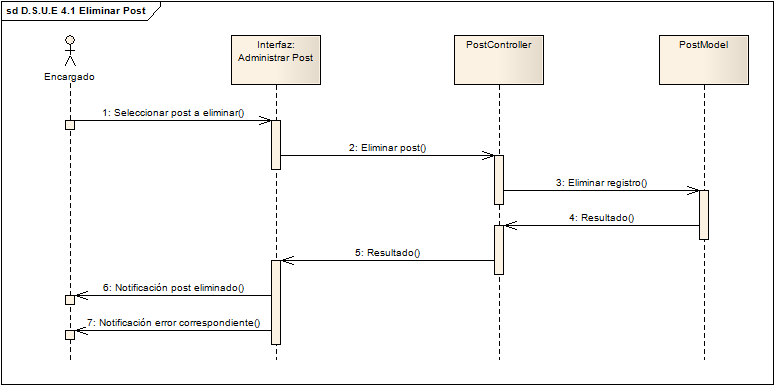 sd D.S.U.E 4.1 Eliminar Post
Encargado
Interfaz:
Administrar Post
PostController
PostModel
1: Seleccionar post a eliminar()
2: Eliminar post()
3: Eliminar registro()
4: Resultado()
5: Resultado()
6: Notificación post eliminado()
7: Notificación error correspondiente()